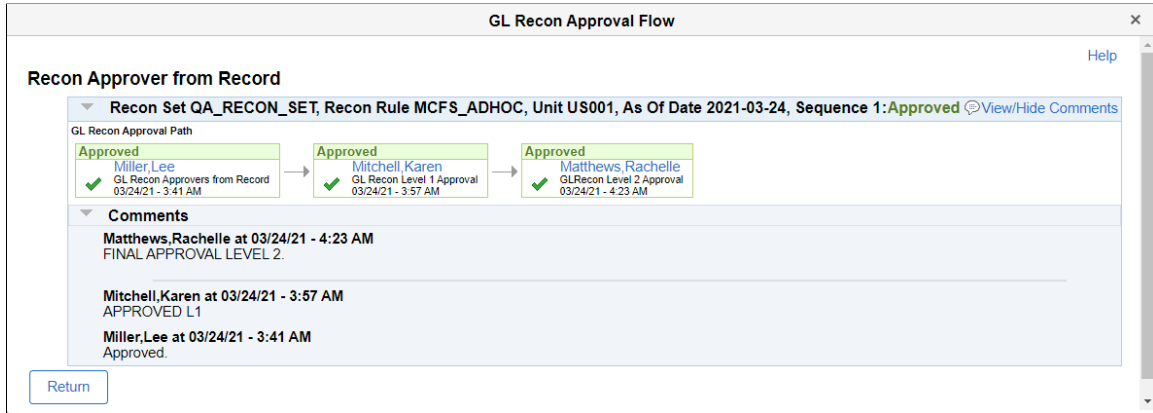 GL Recon Approval Flow
×
Help
Recon Approver from Record
Recon Set QA_RECON_SET, Recon Rule MCFS_ADHOC, Unit US001, As Of Date 2021-03-24, Sequence 1:Approved View/Hide Comments
GL Recon Approval Path
Approved
Miller,Lee
GL Recon Approvers from Record
03/24/21 - 3:41 AM
Approved
Mitchell,Karen
GL Recon Level 1 Approval
03/24/21 - 3:57 AM
Approved
Matthews,Rachelle
GLRecon Level 2 Approval
03/24/21 - 4:23 AM
Comments
Matthews,Rachelle at 03/24/21 - 4:23 AM
FINAL APPROVAL LEVEL 2.
Mitchell,Karen at 03/24/21 - 3:57 AM
APPROVED L1
Miller,Lee at 03/24/21 - 3:41 AM
Approved.
Return